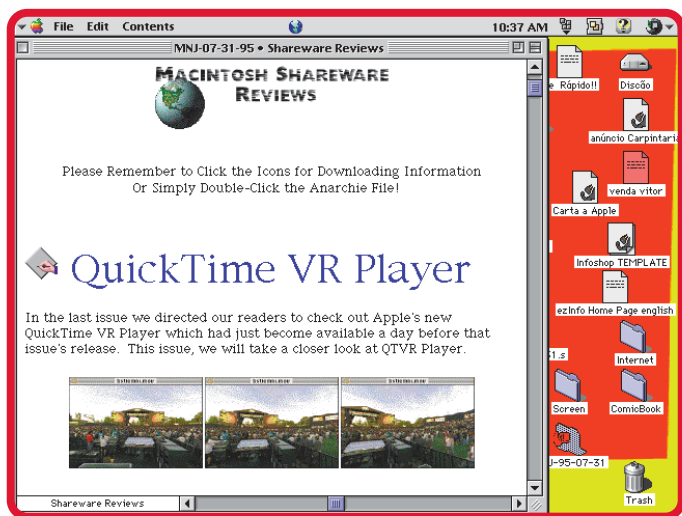 File Edit Contents 10:37 AM
MNJ-07-31-95 • Shareware Reviews
MACINTOSH SHAREWARE
REVIEWS
Please Remember to Click the Icons for Downloading Information
Or Simply Double-Click the Anarchie File!
QuickTime VR Player
In the last issue we directed our readers to check out Apple's new
QuickTime VR Player which had just become available a day before that
issue's release. This issue, we will take a closer look at QTVR Player.
Shareware Reviews
e Rápido!!
Discão
anúncio Carpintaria
venda vitor
Carta a Apple
Infoshop TEMPLATE
ezInfo Home Page english
31.s
Internet
Screen
ComicBook
J-95-07-31
Trash